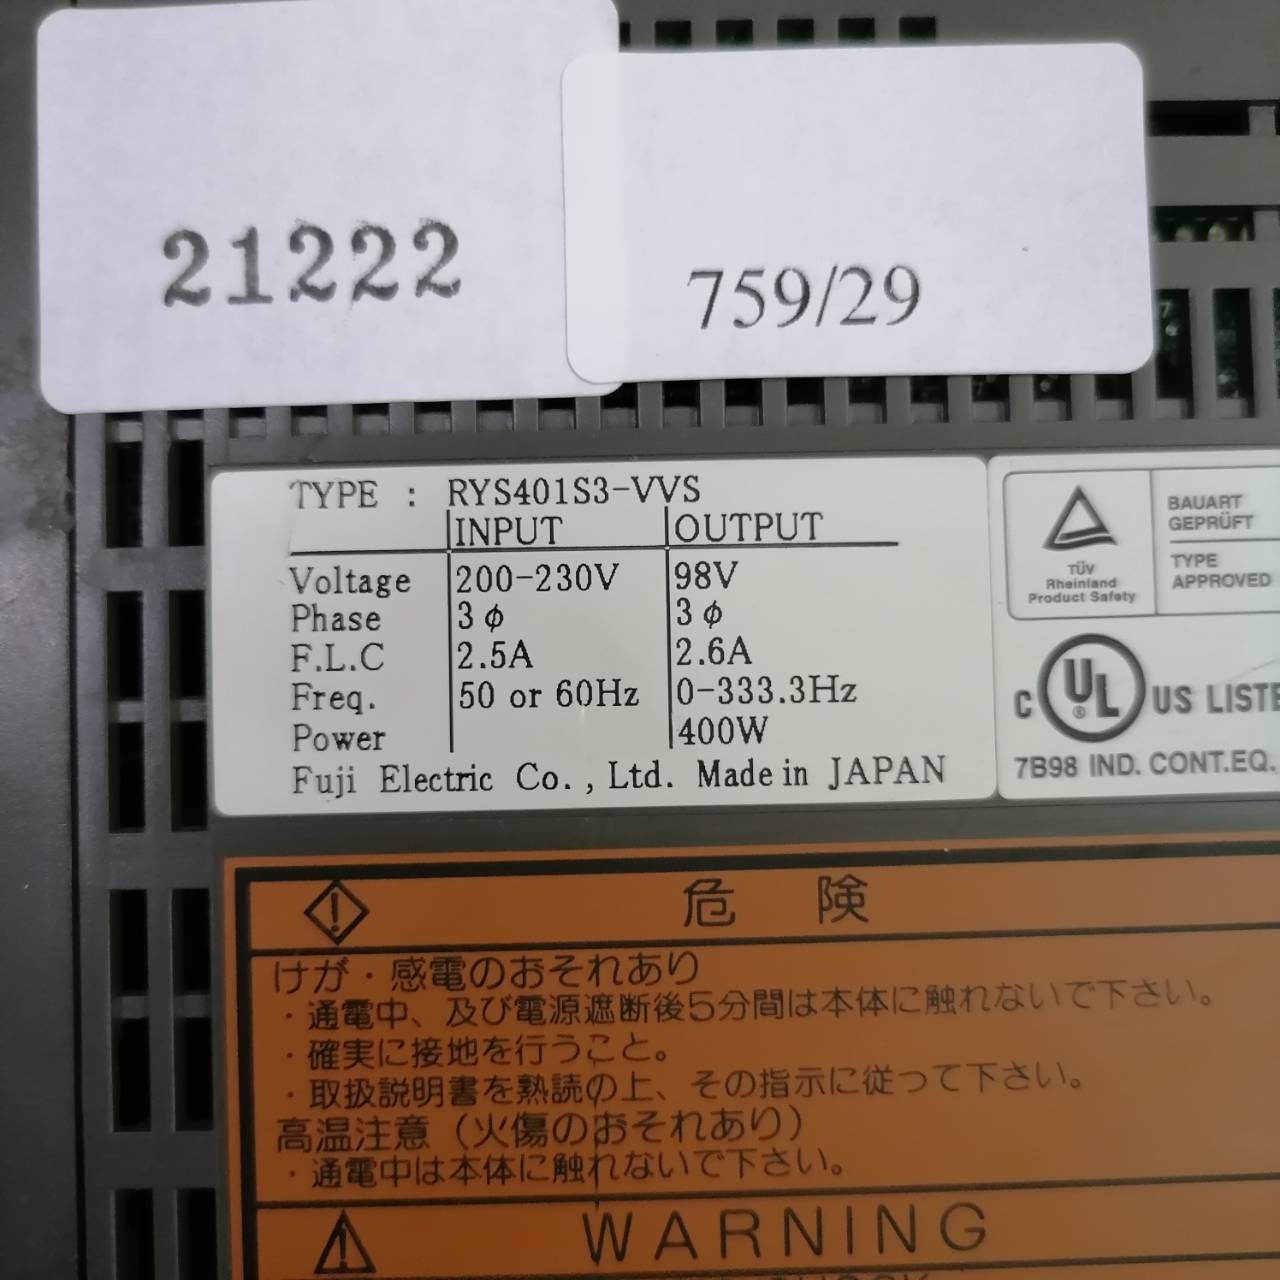 21222
759/29
TYPE : RYS401S3-VVS
INPUT OUTPUT
Voltage 200-230V 98V
Phase 3φ 3φ
F.L.C 2.5A 2.6A
Freq. 50 or 60Hz 0-333.3Hz
Power 400W
Fuji Electric Co., Ltd. Made in JAPAN
TÜV
Rheinland
Product Safety
BAUART
GEPRÜFT
TYPE
APPROVED
C UL ® US LISTE
7B98 IND. CONT.EQ.
危険
けが・感電のおそれあり
・通電中、及び電源遮断後5分間は本体に触れないで下さい。
・確実に接地を行うこと。
・取扱説明書を熟読の上、その指示に従って下さい。
高温注意(火傷のおそれあり)
・通電中は本体に触れないで下さい。
WARNING